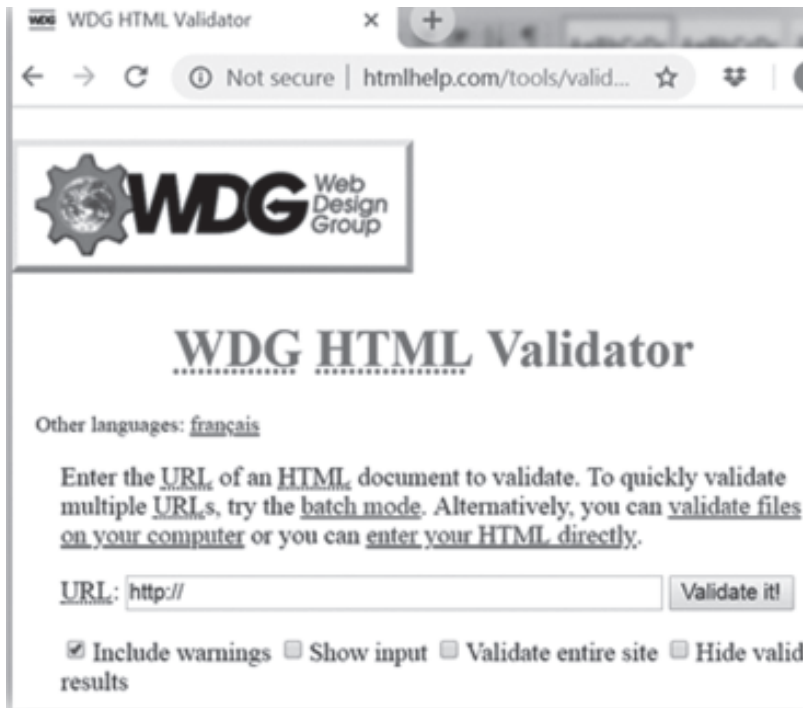 WDG HTML Validator
Not secure | htmlhelp.com/tools/valid...
WDG Web
Design
Group
WDG HTML Validator
Other languages: français
Enter the URL of an HTML document to validate. To quickly validate
multiple URLs, try the batch mode. Alternatively, you can validate files
on your computer or you can enter your HTML directly.
URL: http:// Validate it!
Include warnings Show input Validate entire site Hide valid
results